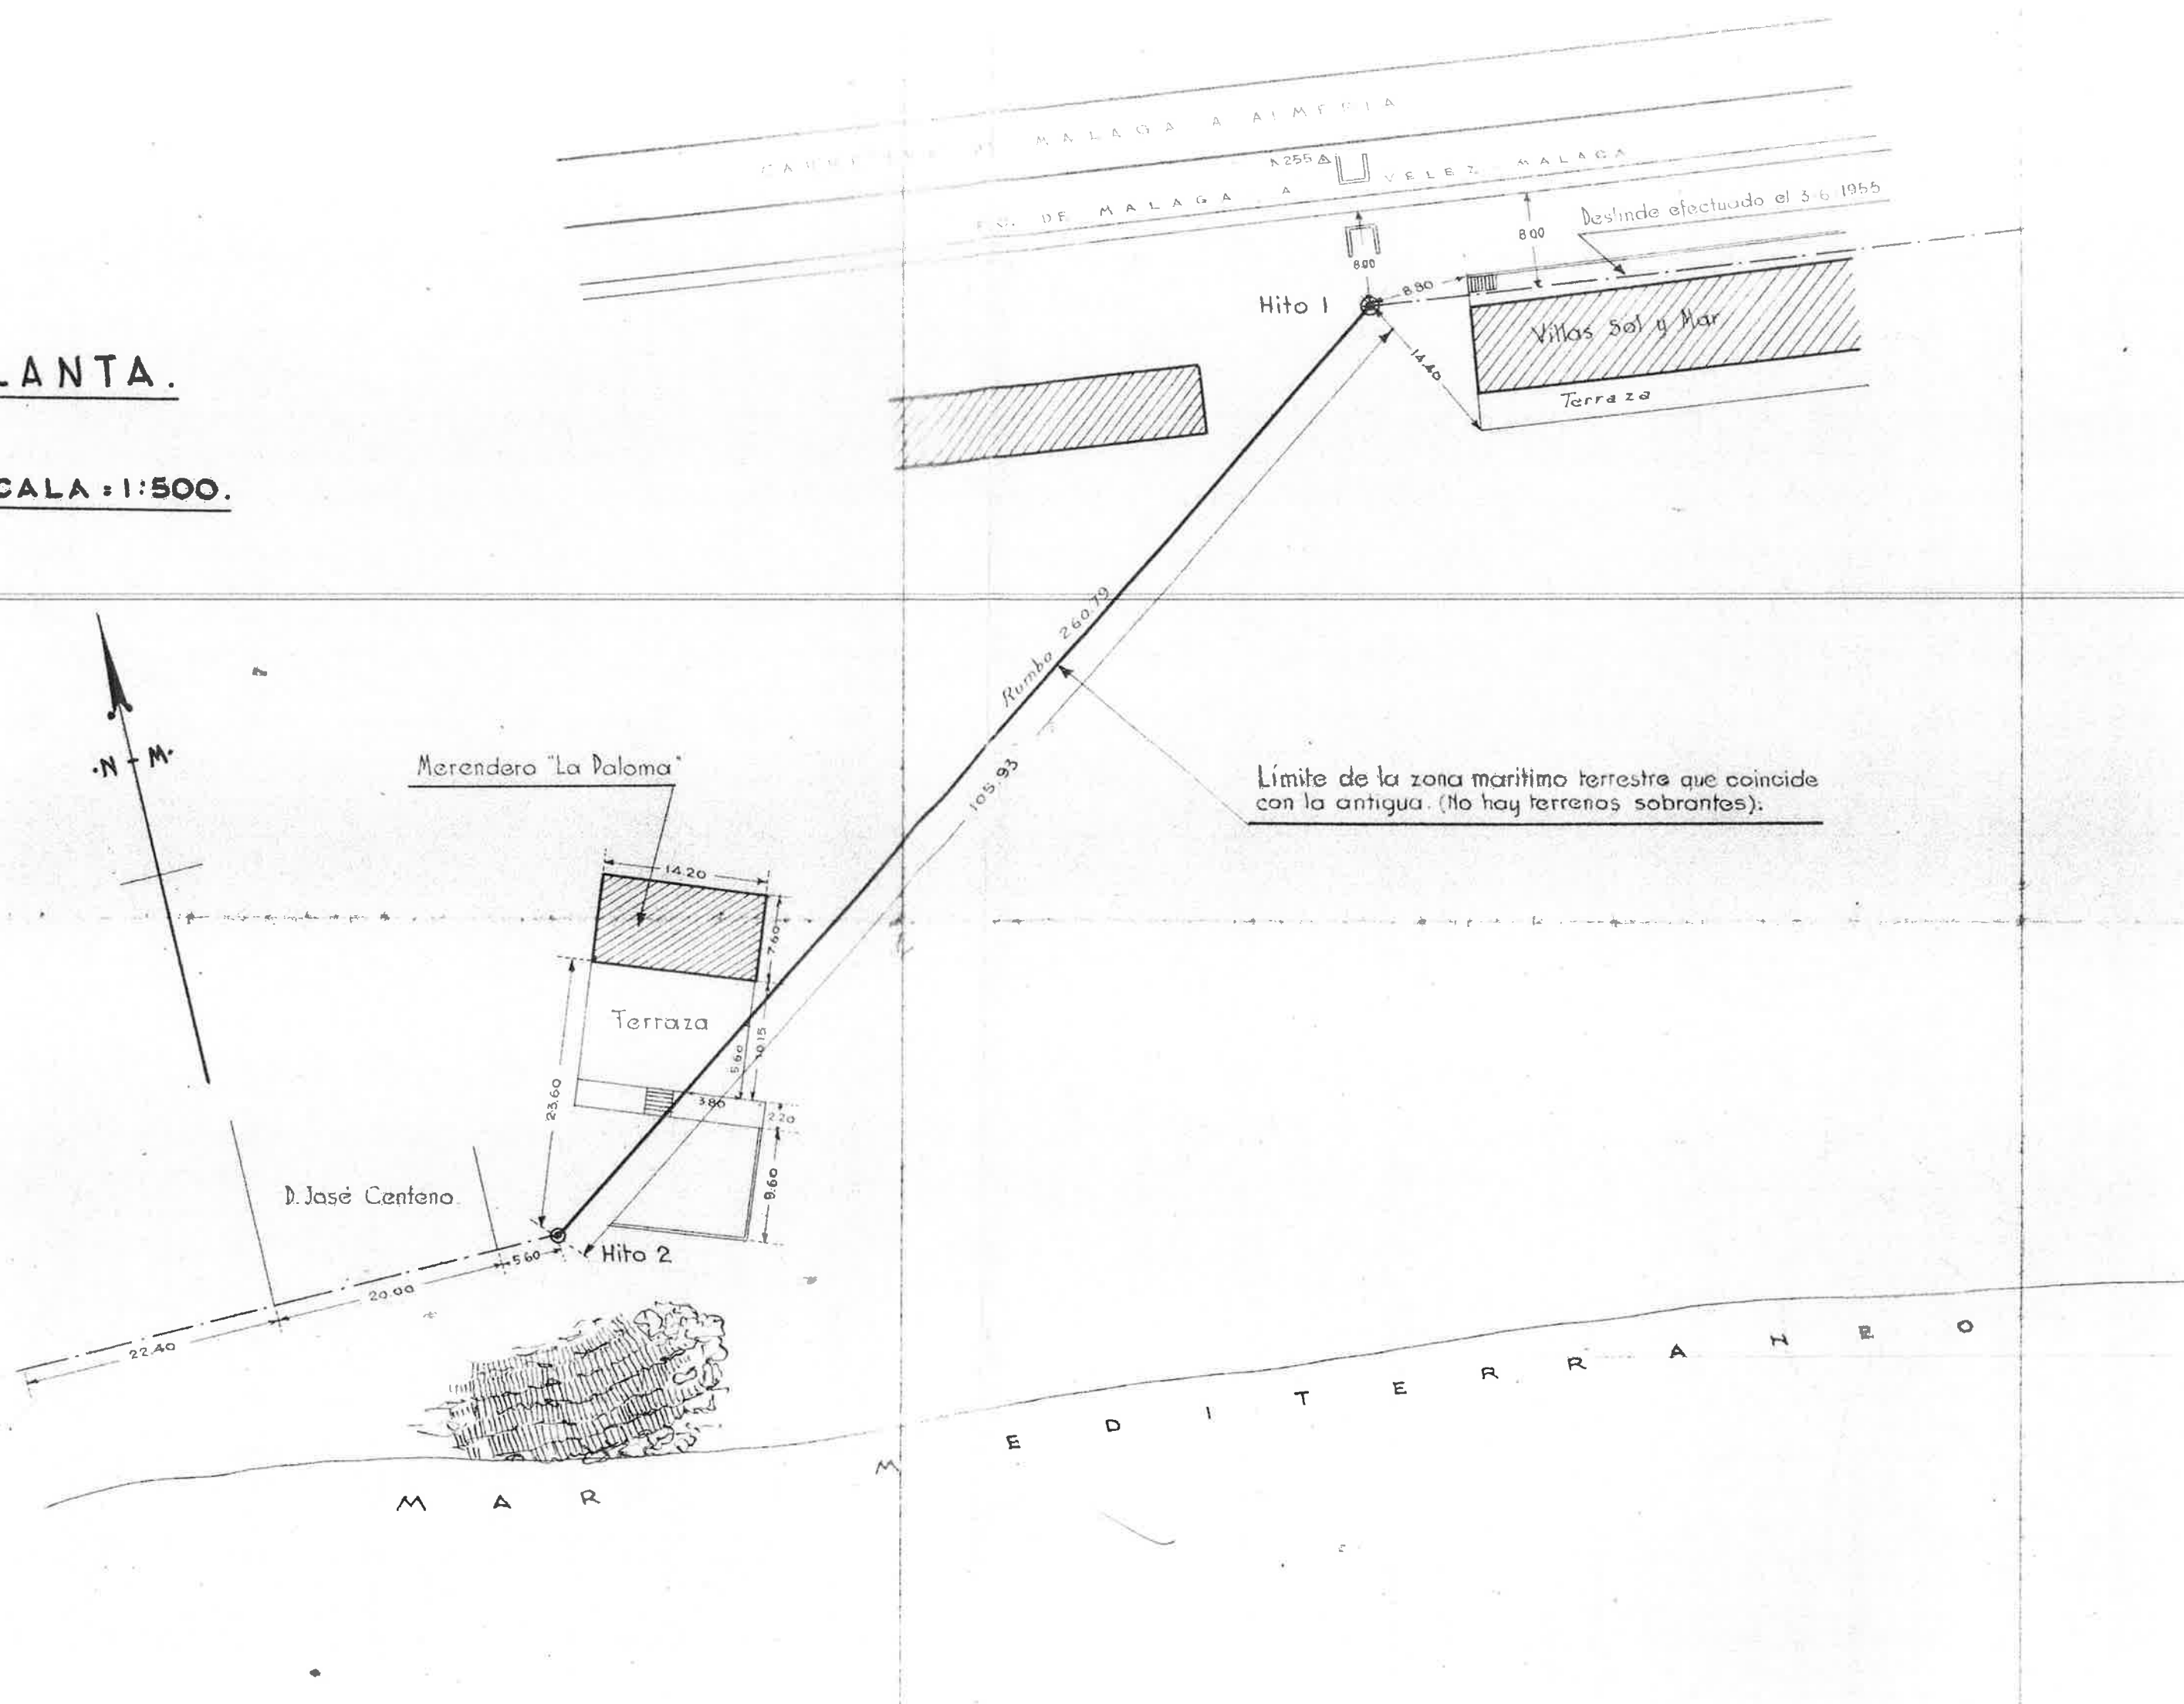 MALAGA A ALMERIA
K 255
DE MALAGA A VELEZ MALAGA
Deslinde efectuado el 3-6-1955
8.00
8.00
8.80
Hito 1
Villas Sol y Mar
14.40
Terraza
LANTA.
CALA = 1:500.
Rumbo 260.79
105.93
N M.
Merendero "La Paloma"
Límite de la zona maritimo terrestre que coincide
con la antigua. (No hay terrenos sobrantes).
14.20
7.60
Terraza
5.60
10.15
23.60
3.80
2.20
9.60
D. José Centeno.
Hito 2
5.60
20.00
22.40
MAR MEDITERRANEO